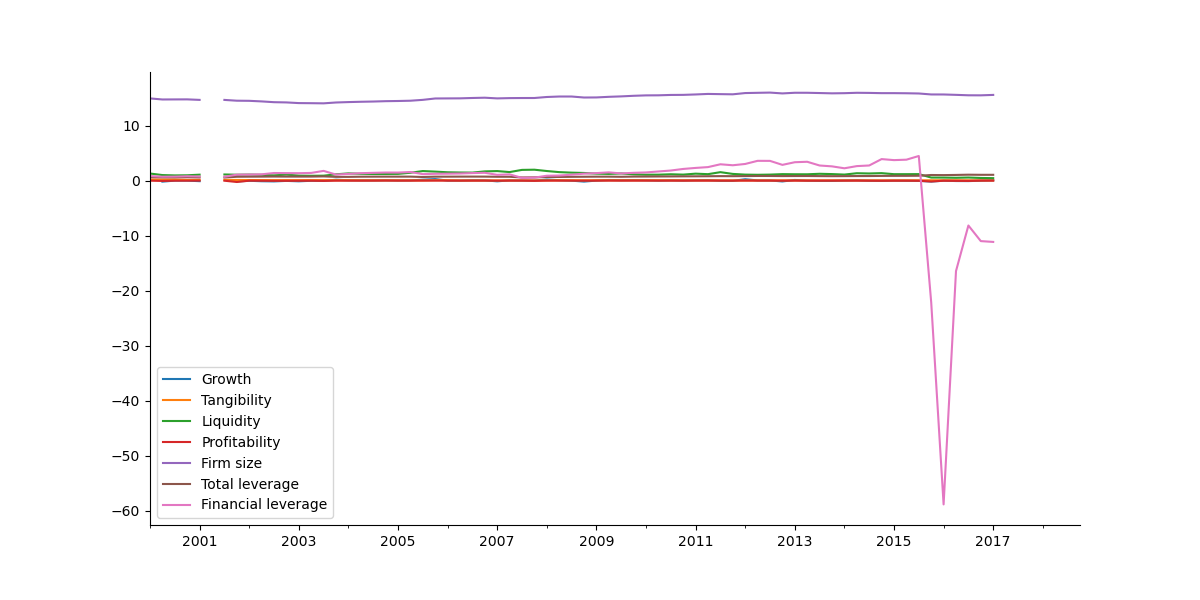 10
0
−10
−20
−30
−40
−50
−60
Growth
Tangibility
Liquidity
Profitability
Firm size
Total leverage
Financial leverage
2001 2003 2005 2007 2009 2011 2013 2015 2017